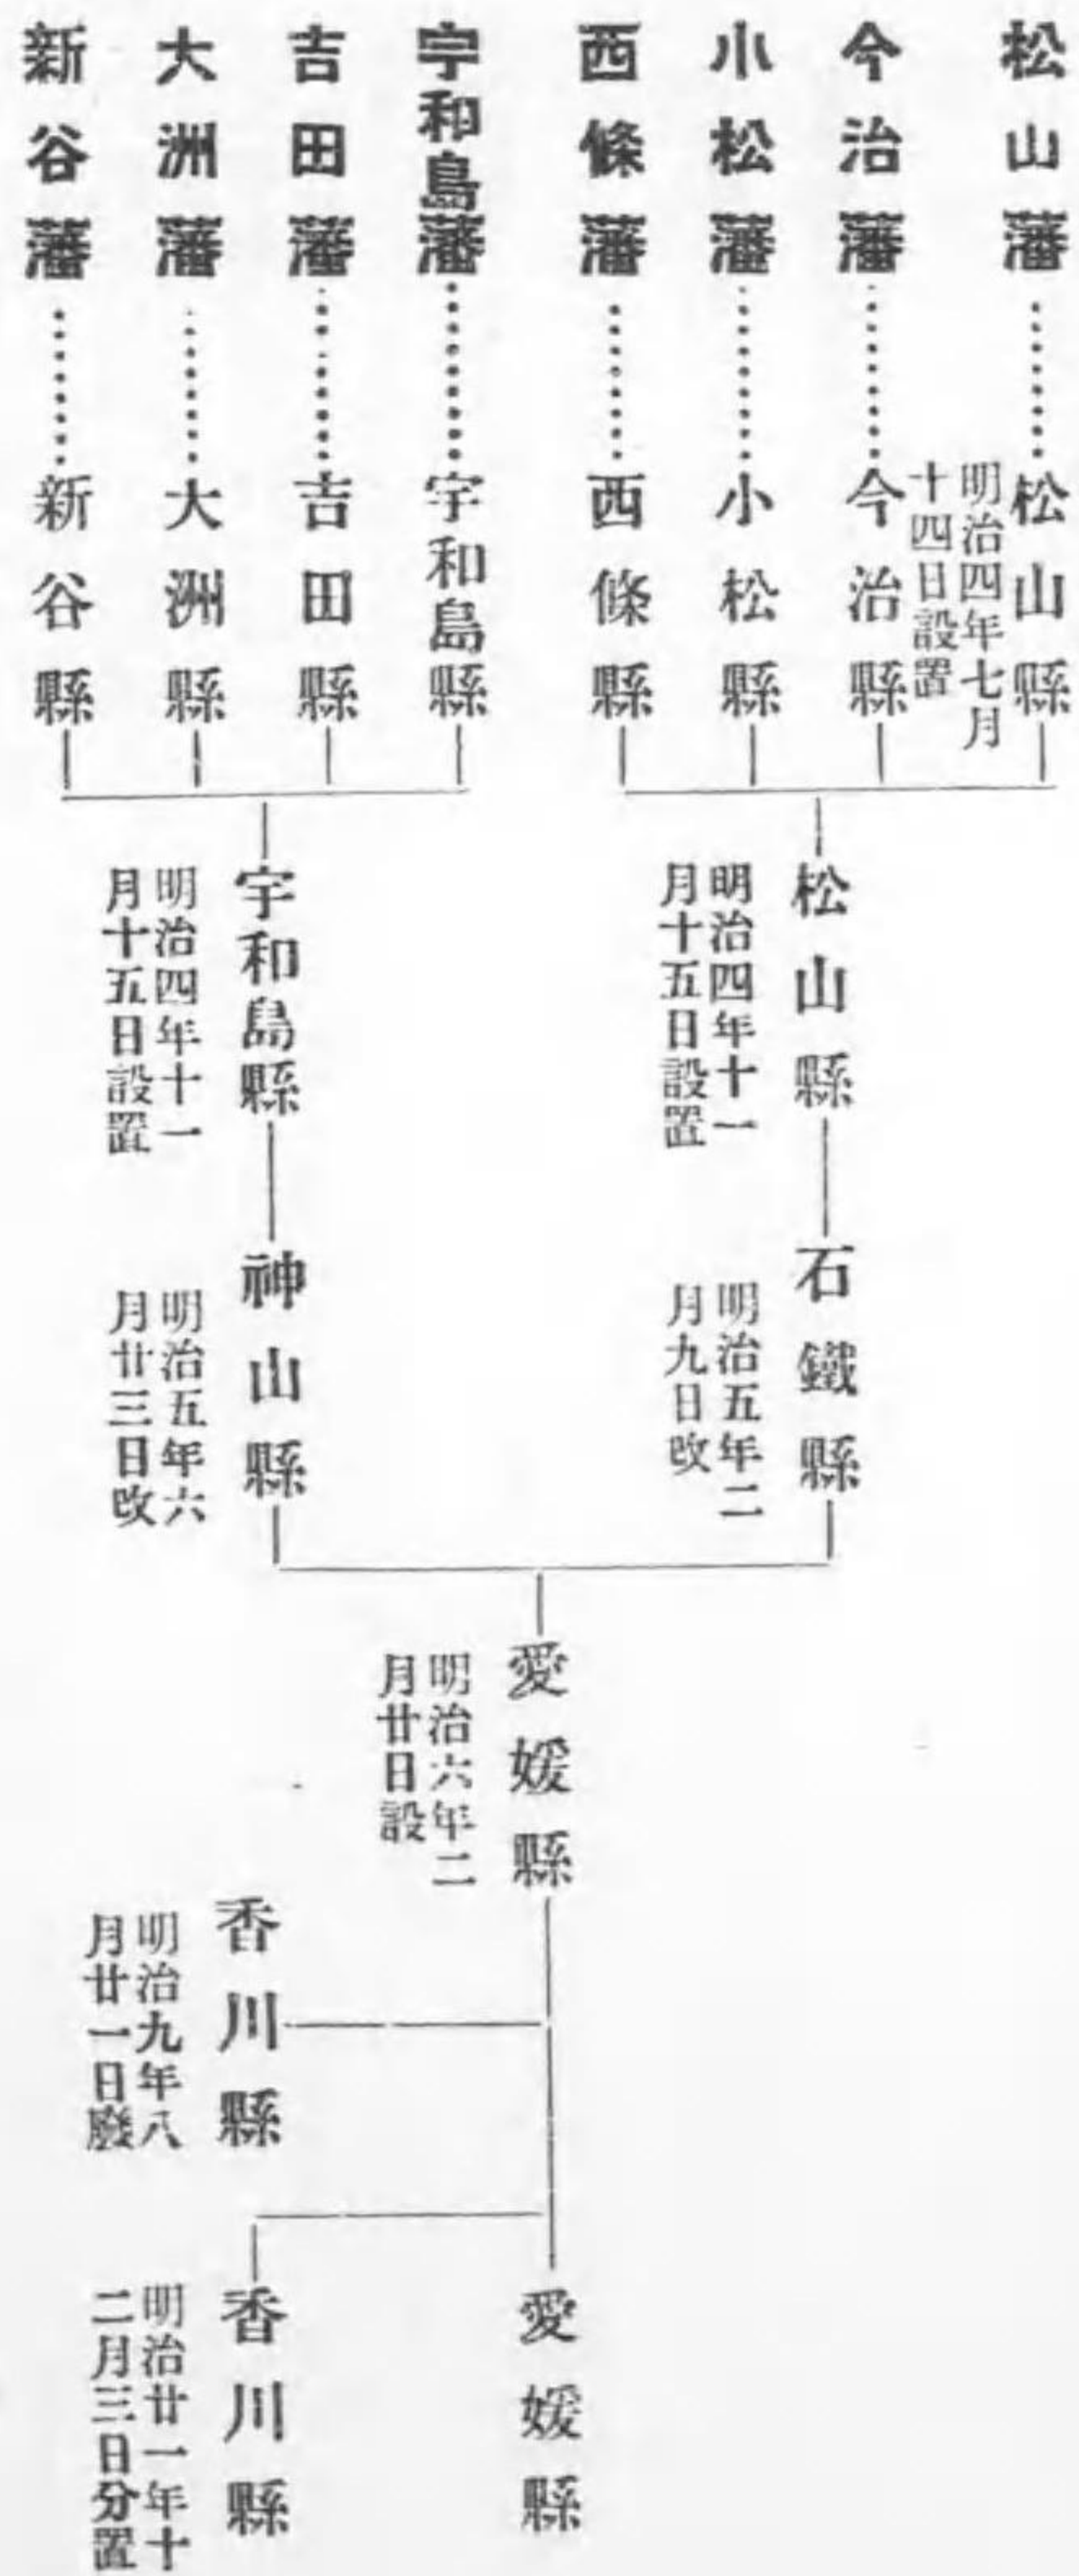 松山藩
松山縣
明治四年七月
十四日設置
今治藩
今治縣
小松藩
小松縣
西條藩
西條縣
宇和島藩
宇和島縣
吉田藩
吉田縣
大洲藩
大洲縣
新谷藩
新谷縣
松山縣
明治四年十一
月十五日設置
石鐵縣
明治五年二
月九日改
宇和島縣
明治四年十一
月十五日設置
神山縣
明治五年六
月廿三日改
愛媛縣
明治六年二
月廿日設
香川縣
明治九年八
月廿一日廢
愛媛縣
香川縣
明治廿一年十
二月三日分置